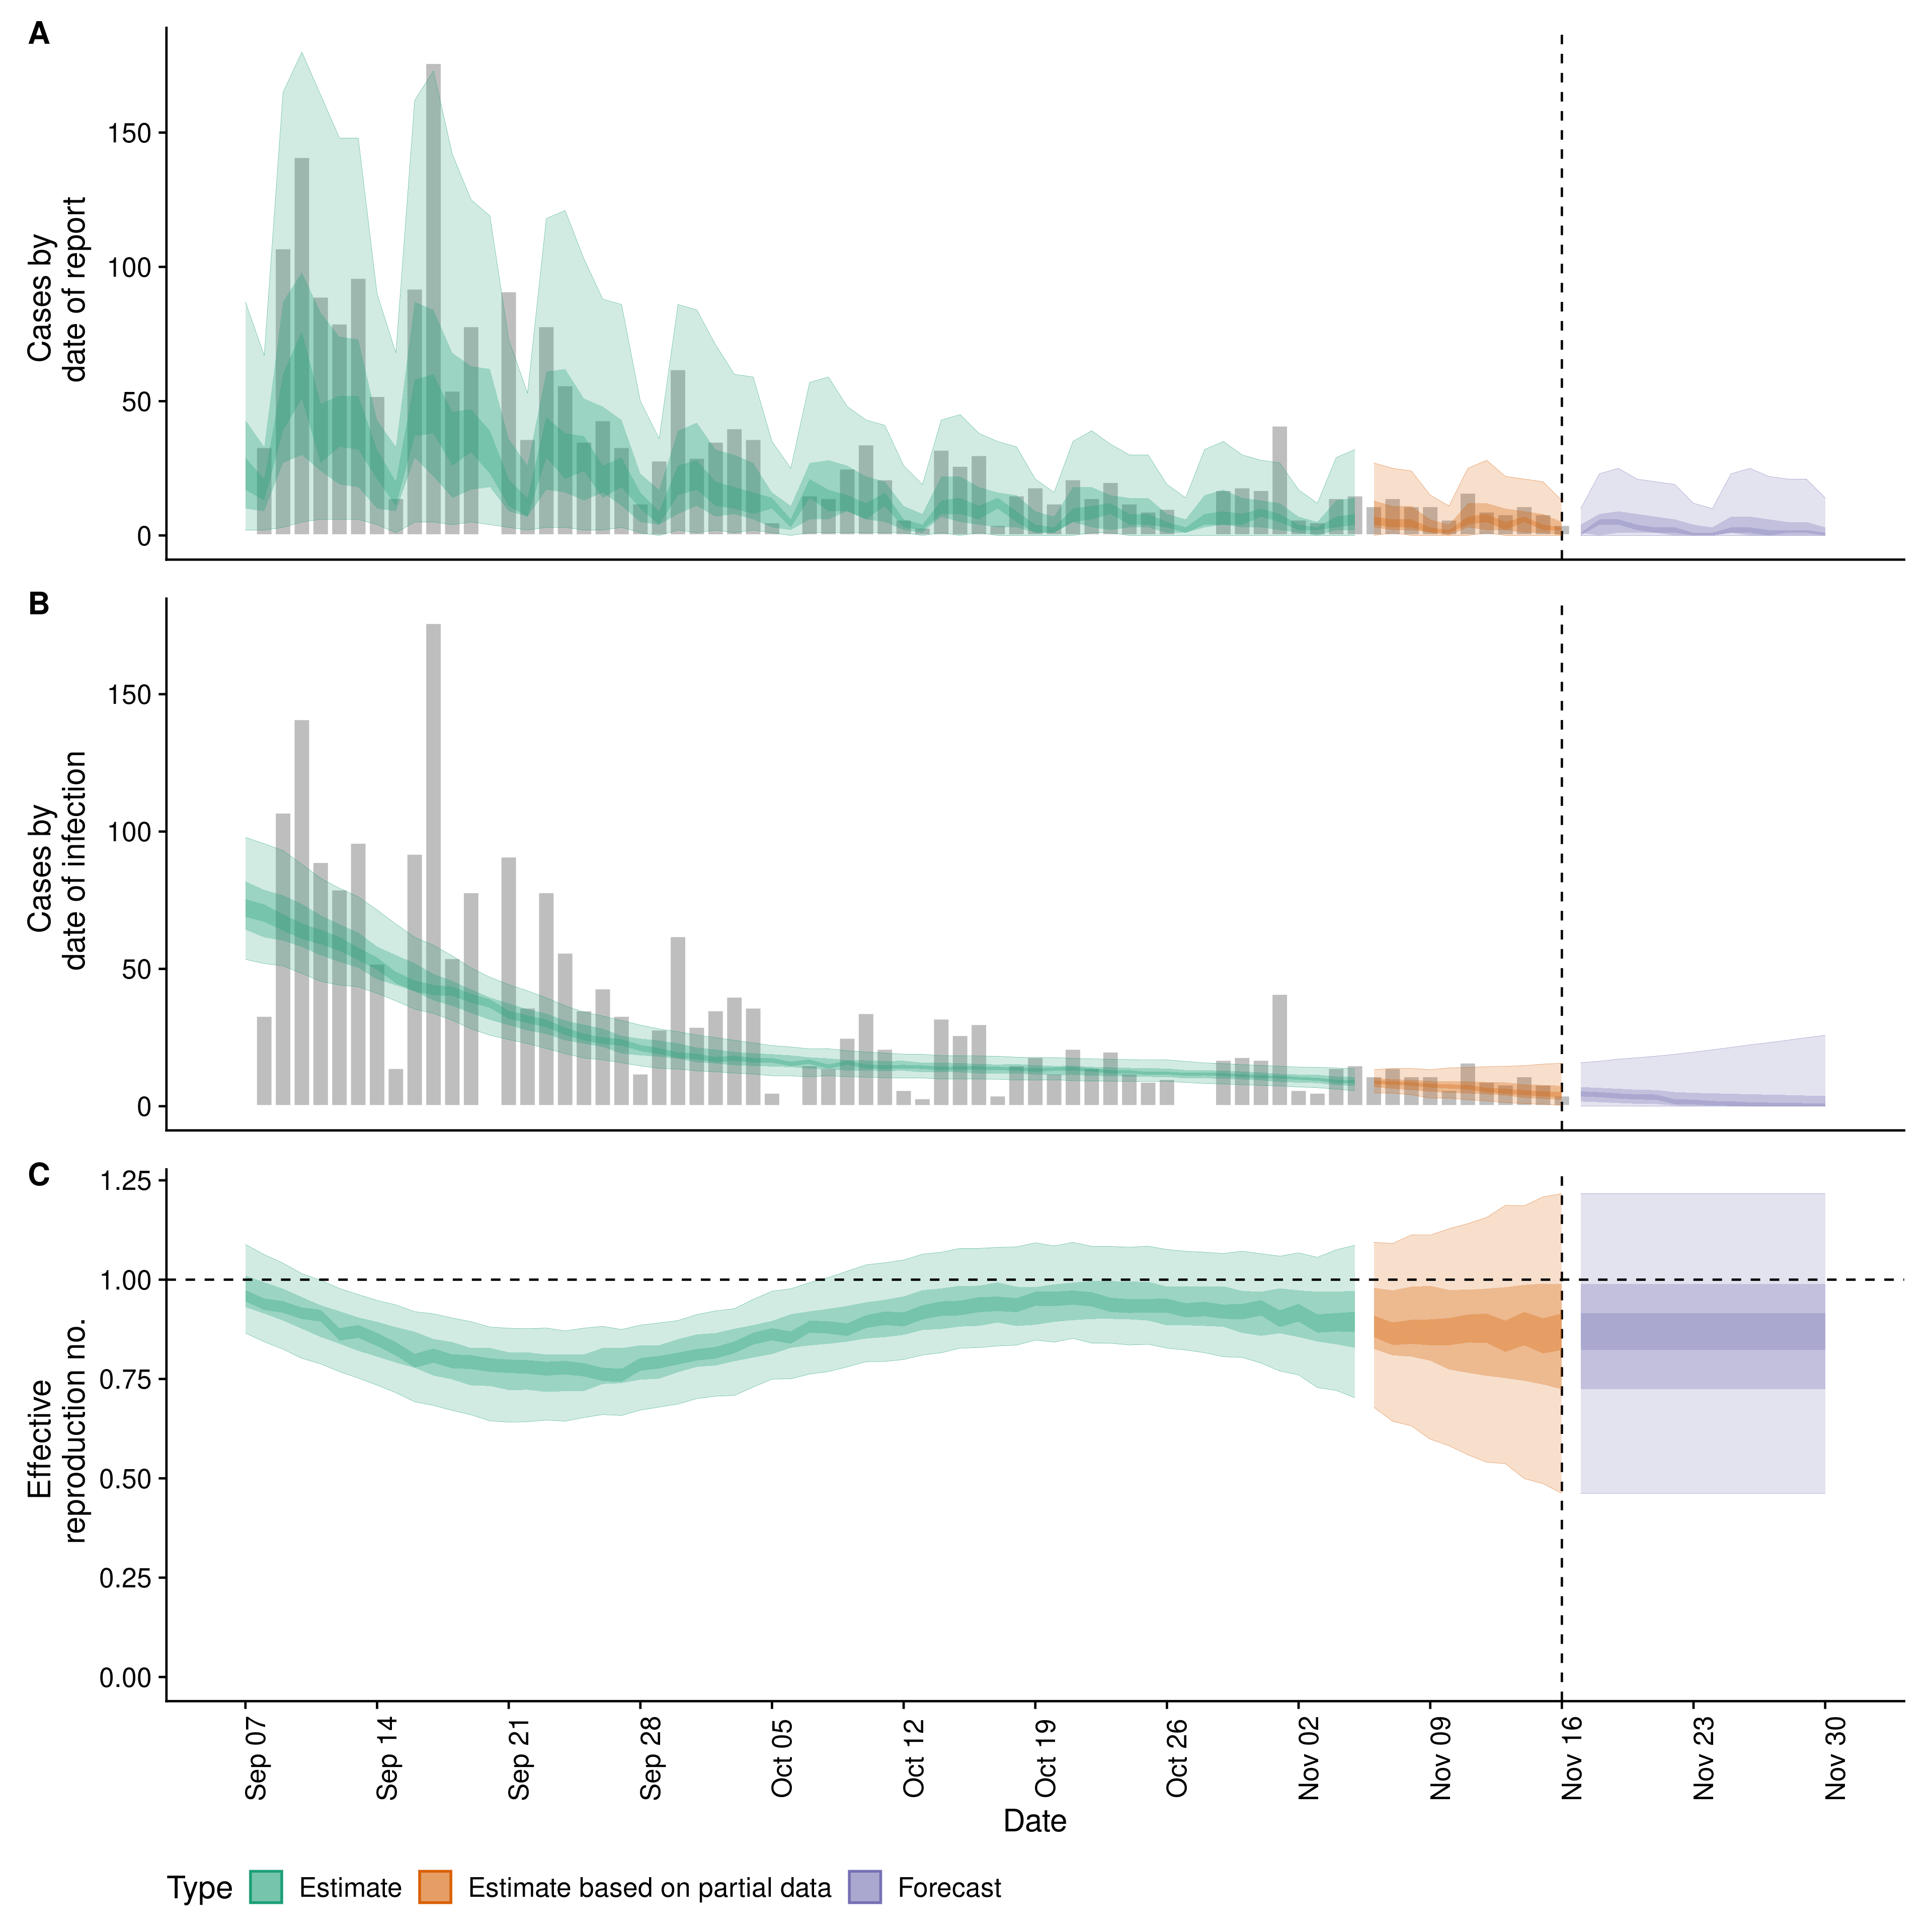 A
Cases by
date of report
150
100
50
0
B
Cases by
date of infection
150
100
50
0
C
Effective
reproduction no.
1.25
1.00
0.75
0.50
0.25
0.00
Sep 07
Sep 14
Sep 21
Sep 28
Oct 05
Oct 12
Oct 19
Oct 26
Nov 02
Nov 09
Nov 16
Nov 23
Nov 30
Date
Type Estimate Estimate based on partial data Forecast